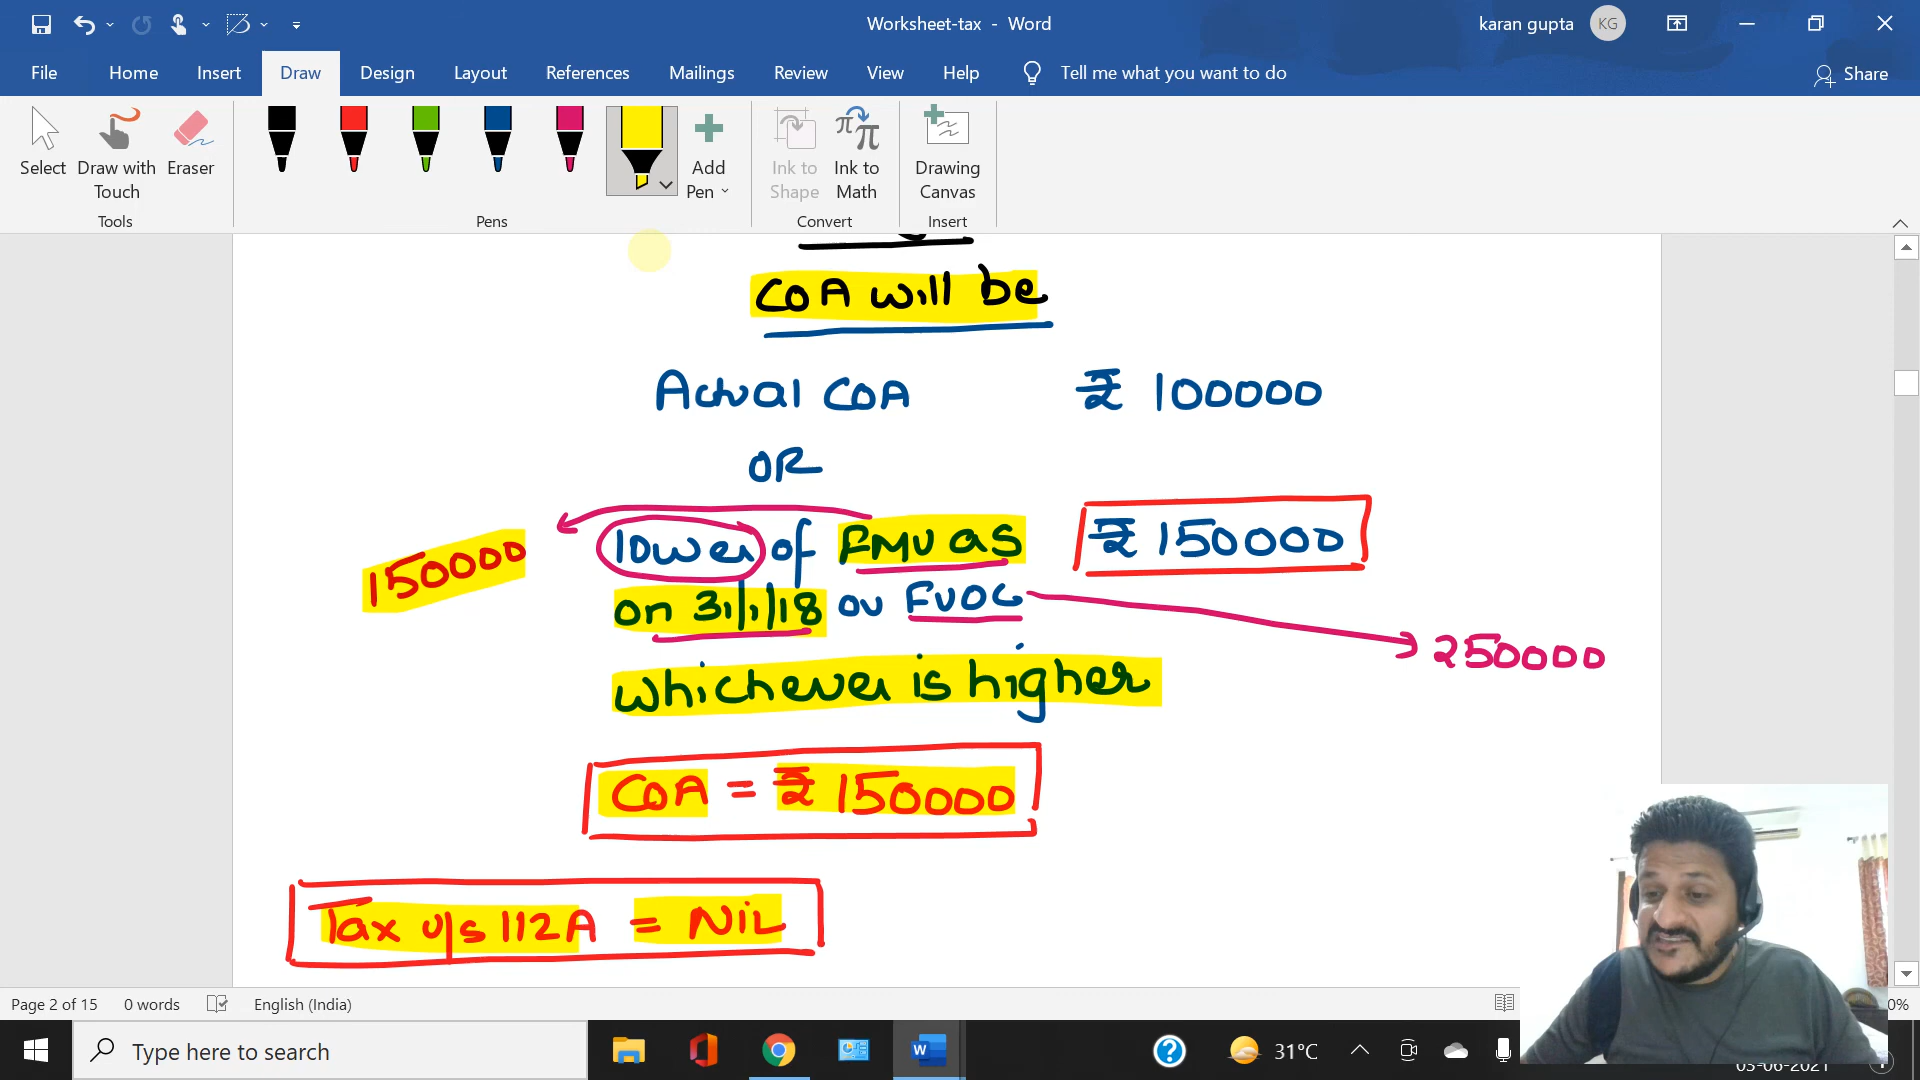 Worksheet-tax - Word
karan gupta
KG
File Home Insert Draw Design Layout References Mailings Review View Help Tell me what you want to do Share
Select Draw with Touch Eraser Add Pen Ink to Shape Ink to Math Drawing Canvas
Tools Pens Convert Insert
COA will be
Actual COA ₹ 100000
OR
150000 lower of FMV as ₹ 150000
on 31/1/18 or FVOC
250000
whichever is higher
COA = ₹ 150000
Tax u/s 112A = NiL
Page 2 of 15 0 words English (India) 0%
Type here to search
W
?
31°C
03-06-2021